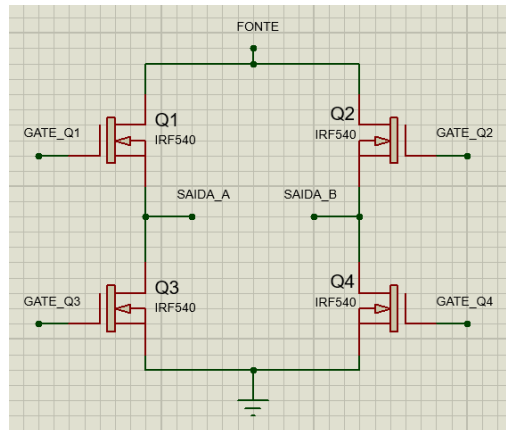 FONTE
Q1
IRF540
GATE_Q1
Q2
IRF540
GATE_Q2
SAIDA_A
SAIDA_B
Q3
IRF540
GATE_Q3
Q4
IRF540
GATE_Q4